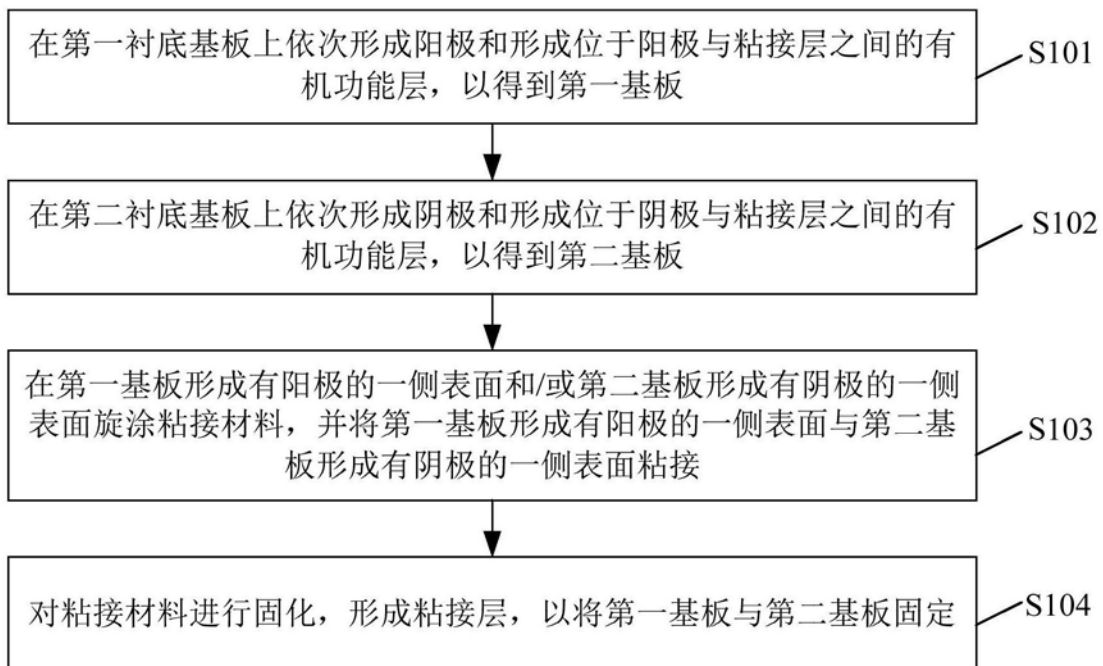 在第一衬底基板上依次形成阳极和形成位于阳极与粘接层之间的有
机功能层，以得到第一基板
S101
在第二衬底基板上依次形成阴极和形成位于阴极与粘接层之间的有
机功能层，以得到第二基板
S102
在第一基板形成有阳极的一侧表面和/或第二基板形成有阴极的一侧
表面旋涂粘接材料，并将第一基板形成有阳极的一侧表面与第二基
板形成有阴极的一侧表面粘接
S103
对粘接材料进行固化，形成粘接层，以将第一基板与第二基板固定
S104